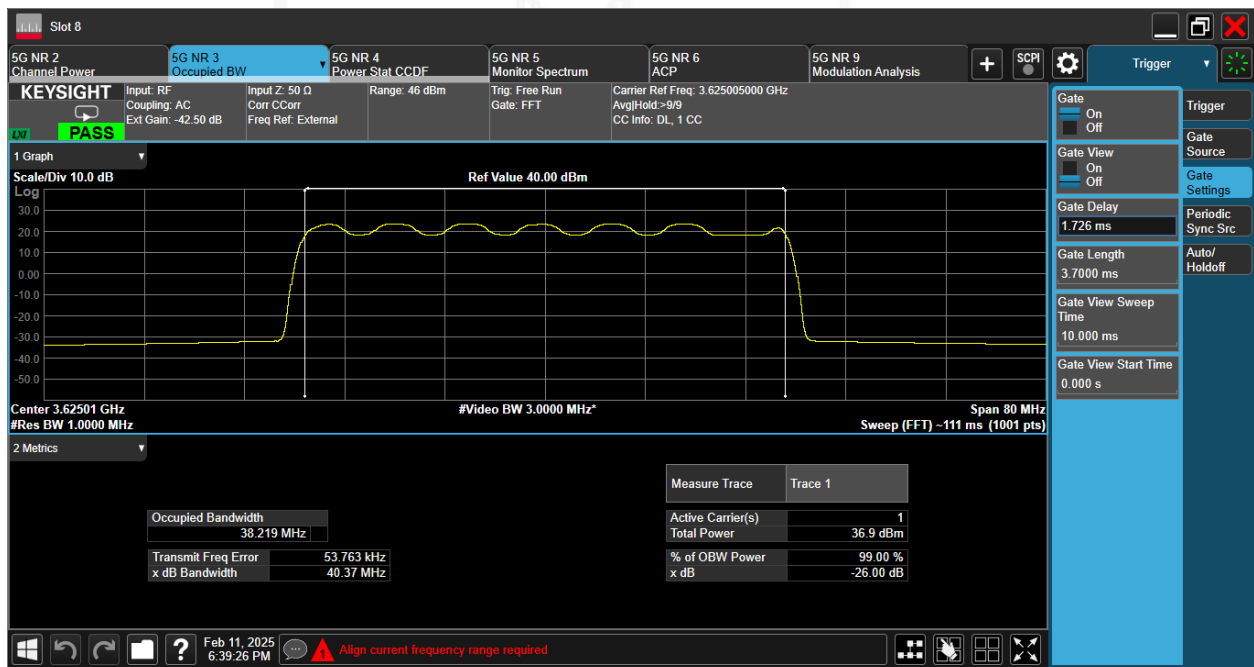 Slot 8
5G NR 2
Channel Power
5G NR 3
Occupied BW
5G NR 4
Power Stat CCDF
5G NR 5
Monitor Spectrum
5G NR 6
ACP
5G NR 9
Modulation Analysis
+
SCPI
Trigger
KEYSIGHT
LXI
PASS
Input: RF
Coupling: AC
Ext Gain: -42.50 dB
Input Z: 50 Ω
Corr CCorr
Freq Ref: External
Range: 46 dBm
Trig: Free Run
Gate: FFT
Carrier Ref Freq: 3.625005000 GHz
Avg|Hold:>9/9
CC Info: DL, 1 CC
1 Graph
Scale/Div 10.0 dB
Ref Value 40.00 dBm
Log
30.0
20.0
10.0
0.00
-10.0
-20.0
-30.0
-40.0
-50.0
Center 3.62501 GHz
#Video BW 3.0000 MHz*
Span 80 MHz
#Res BW 1.0000 MHz
Sweep (FFT) ~111 ms (1001 pts)
2 Metrics
Measure Trace Trace 1
Occupied Bandwidth
38.219 MHz
Transmit Freq Error 53.763 kHz
x dB Bandwidth 40.37 MHz
Active Carrier(s) 1
Total Power 36.9 dBm
% of OBW Power 99.00 %
x dB -26.00 dB
Gate
On
Off
Gate View
On
Off
Gate Delay
1.726 ms
Gate Length
3.7000 ms
Gate View Sweep
Time
10.000 ms
Gate View Start Time
0.000 s
Trigger
Gate
Source
Gate
Settings
Periodic
Sync Src
Auto/
Holdoff
?
Feb 11, 2025
6:39:26 PM
1
Align current frequency range required